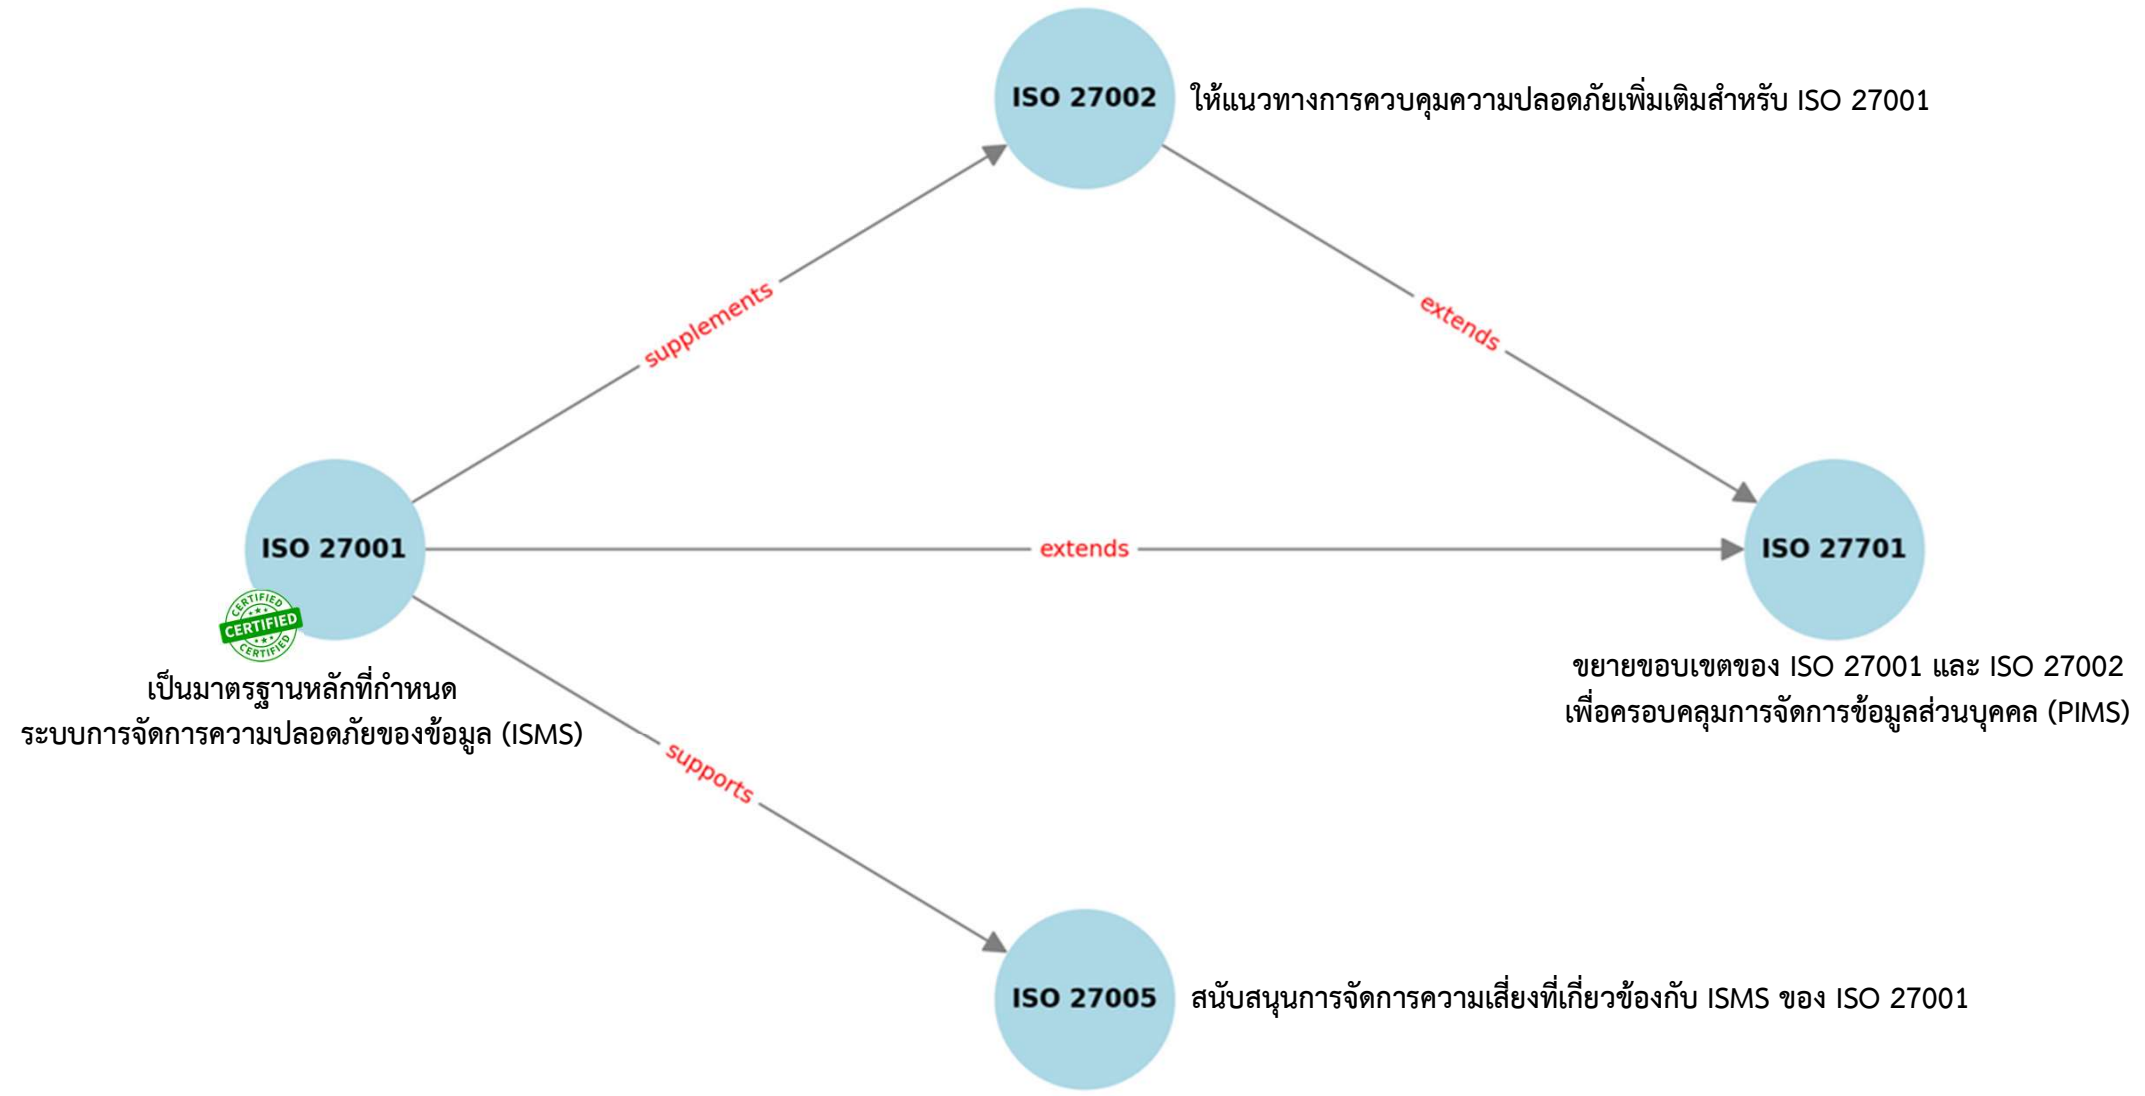 ISO 27002
ให้แนวทางการควบคุมความปลอดภัยเพิ่มเติมสำหรับ ISO 27001
supplements
extends
ISO 27001
extends
ISO 27701
CERTIFIED
CERTIFIED
CERTIFIED
เป็นมาตรฐานหลักที่กำหนด
ระบบการจัดการความปลอดภัยของข้อมูล (ISMS)
ขยายขอบเขตของ ISO 27001 และ ISO 27002
เพื่อครอบคลุมการจัดการข้อมูลส่วนบุคคล (PIMS)
supports
ISO 27005
สนับสนุนการจัดการความเสี่ยงที่เกี่ยวข้องกับ ISMS ของ ISO 27001